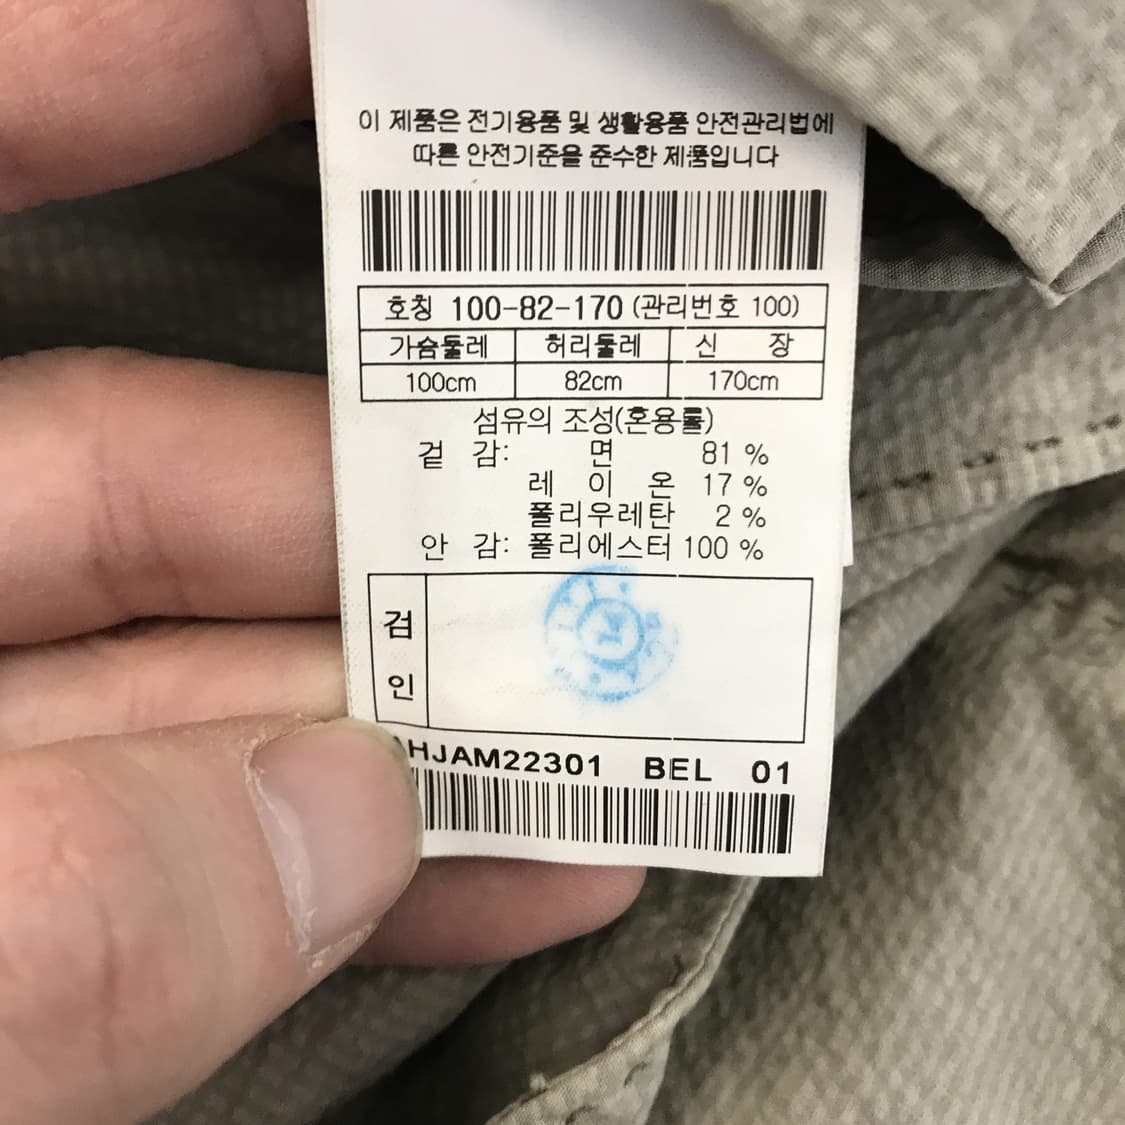 이 제품은 전기용품 및 생활용품 안전관리법에
따른 안전기준을 준수한 제품입니다
호칭 100-82-170 (관리번호 100)
가슴둘레 허리둘레 신 장
100cm 82cm 170cm
섬유의 조성(혼용률)
겉 감: 면 81 %
레 이 온 17 %
폴리우레탄 2 %
안 감: 폴리에스터 100 %
검
인
HJAM22301 BEL 01